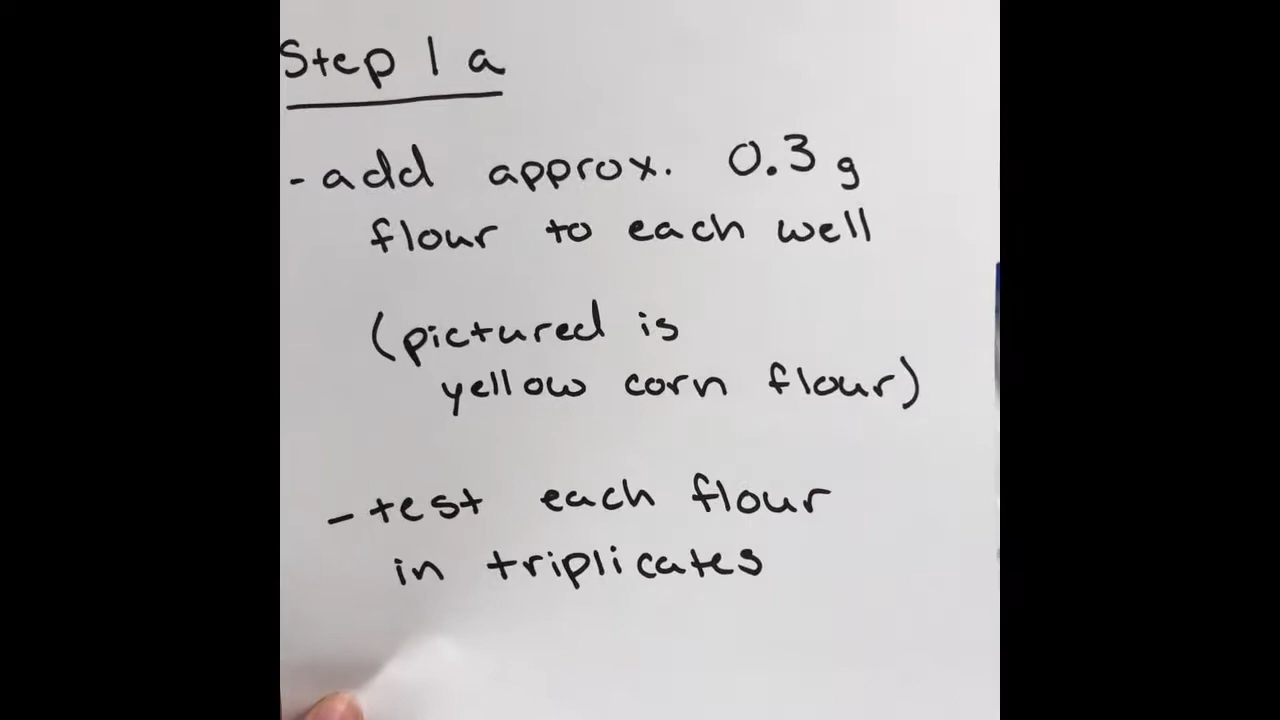 Step 1 a
- add approx. 0.3 g
flour to each well
(pictured is
yellow corn flour)
- test each flour
in triplicates